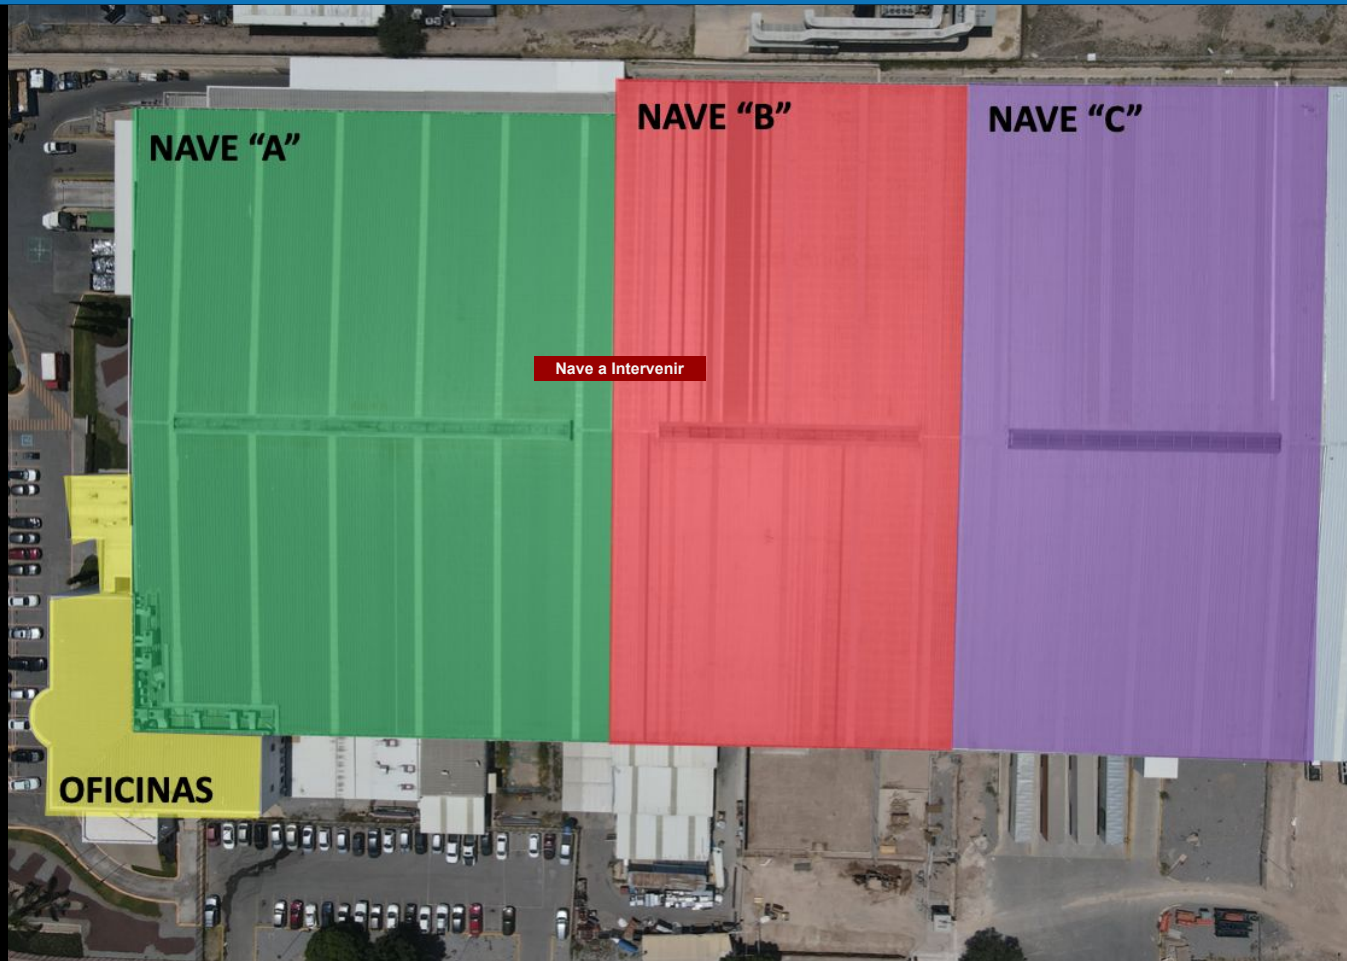 NAVE “A”
NAVE “B”
NAVE “C”
Nave a Intervenir
OFICINAS